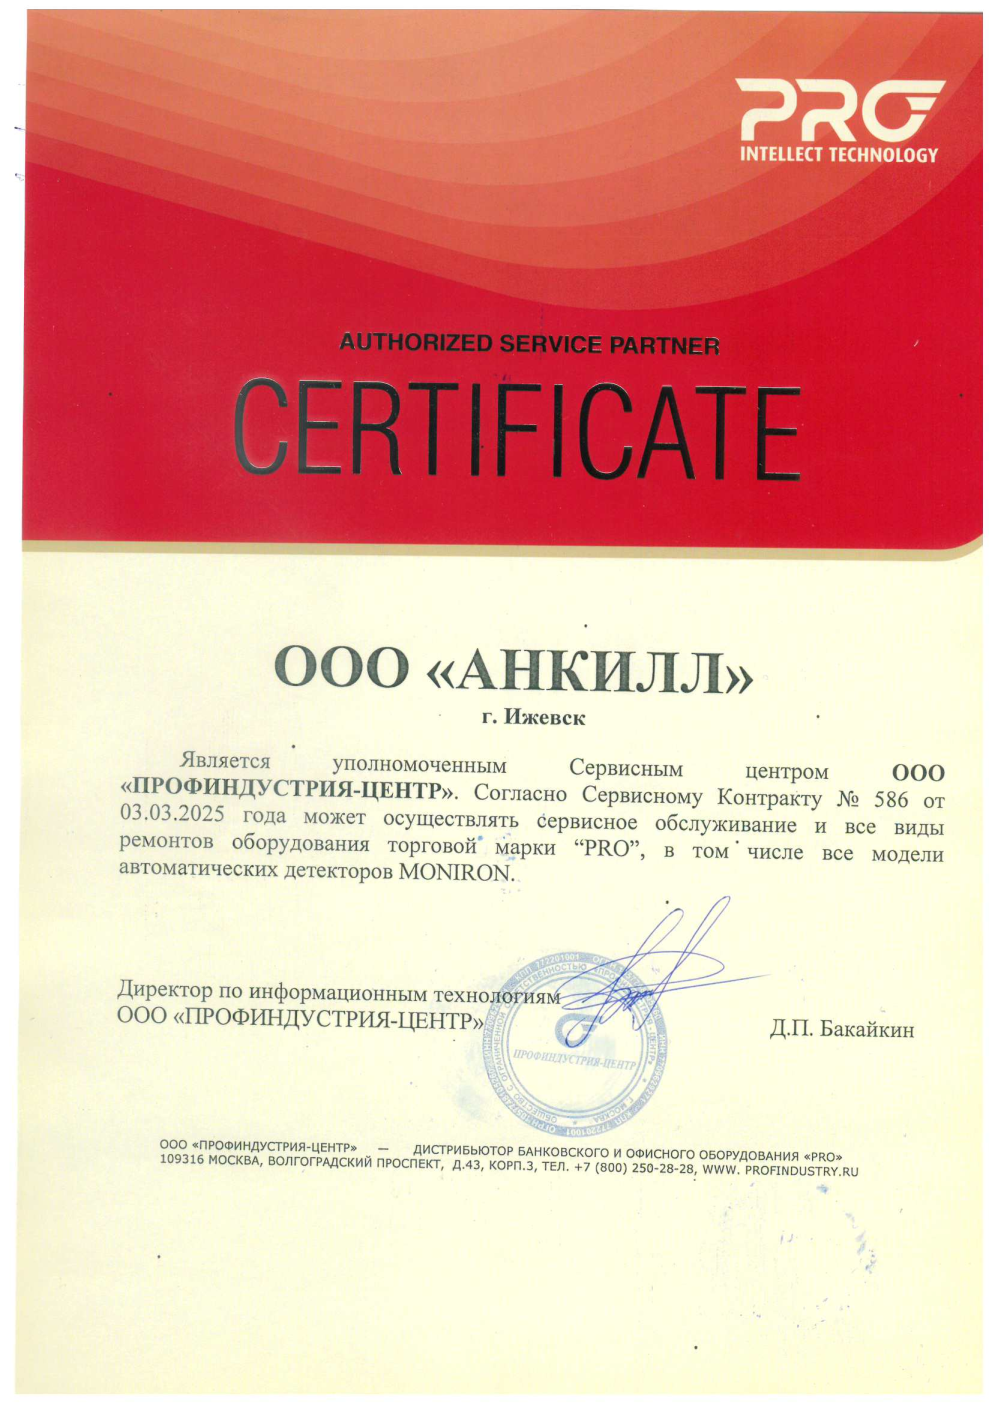 PRO
INTELLECT TECHNOLOGY
AUTHORIZED SERVICE PARTNER
CERTIFICATE
ООО «АНКИЛЛ»
г. Ижевск
Является уполномоченным Сервисным центром ООО
«ПРОФИНДУСТРИЯ-ЦЕНТР». Согласно Сервисному Контракту № 586 от
03.03.2025 года может осуществлять сервисное обслуживание и все виды
ремонтов оборудования торговой марки “PRO”, в том числе все модели
автоматических детекторов MONIRON.
Директор по информационным технологиям
ООО «ПРОФИНДУСТРИЯ-ЦЕНТР»
Д.П. Бакайкин
ПРОФИНДУСТРИЯ-ЦЕНТР
ООО «ПРОФИНДУСТРИЯ-ЦЕНТР» — ДИСТРИБЬЮТОР БАНКОВСКОГО И ОФИСНОГО ОБОРУДОВАНИЯ «PRO»
109316 МОСКВА, ВОЛГОГРАДСКИЙ ПРОСПЕКТ, Д.43, КОРП.3, ТЕЛ. +7 (800) 250-28-28, WWW. PROFINDUSTRY.RU